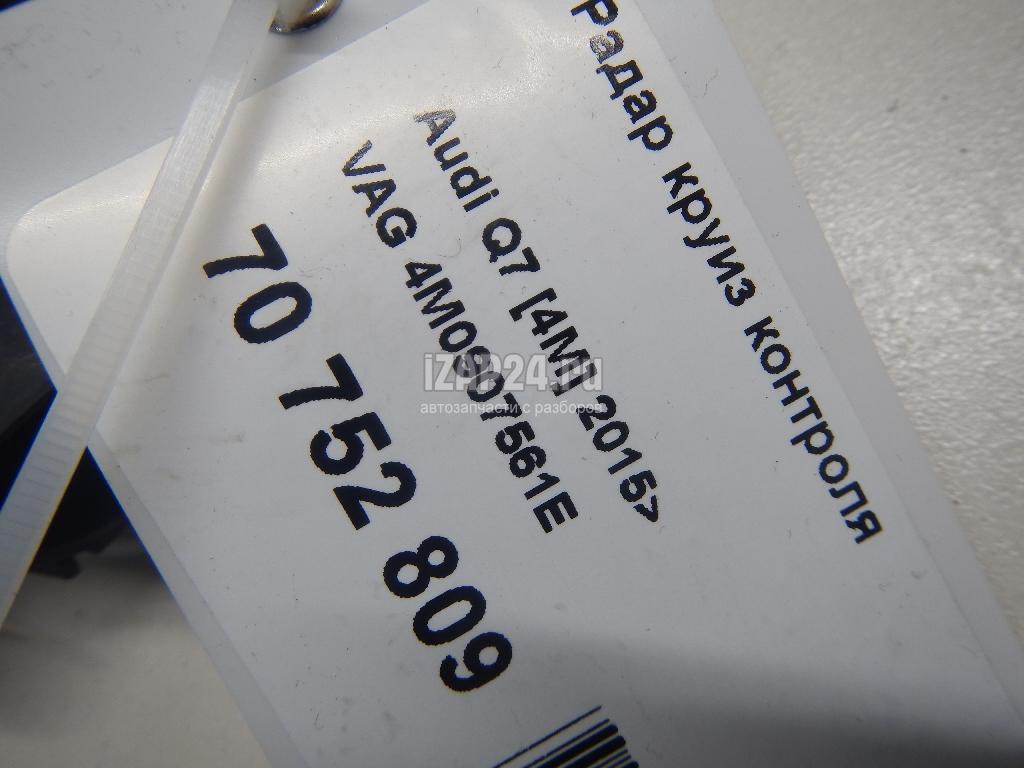 Радар круиз контроля
Audi Q7 [4M] 2015>
VAG 4M0907561E
70 752 809
iZAP24.ru
автозапчасти с разборов